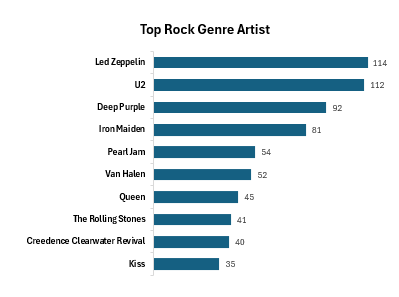 Top Rock Genre Artist
Led Zeppelin 114
U2 112
Deep Purple 92
Iron Maiden 81
Pearl Jam 54
Van Halen 52
Queen 45
The Rolling Stones 41
Creedence Clearwater Revival 40
Kiss 35